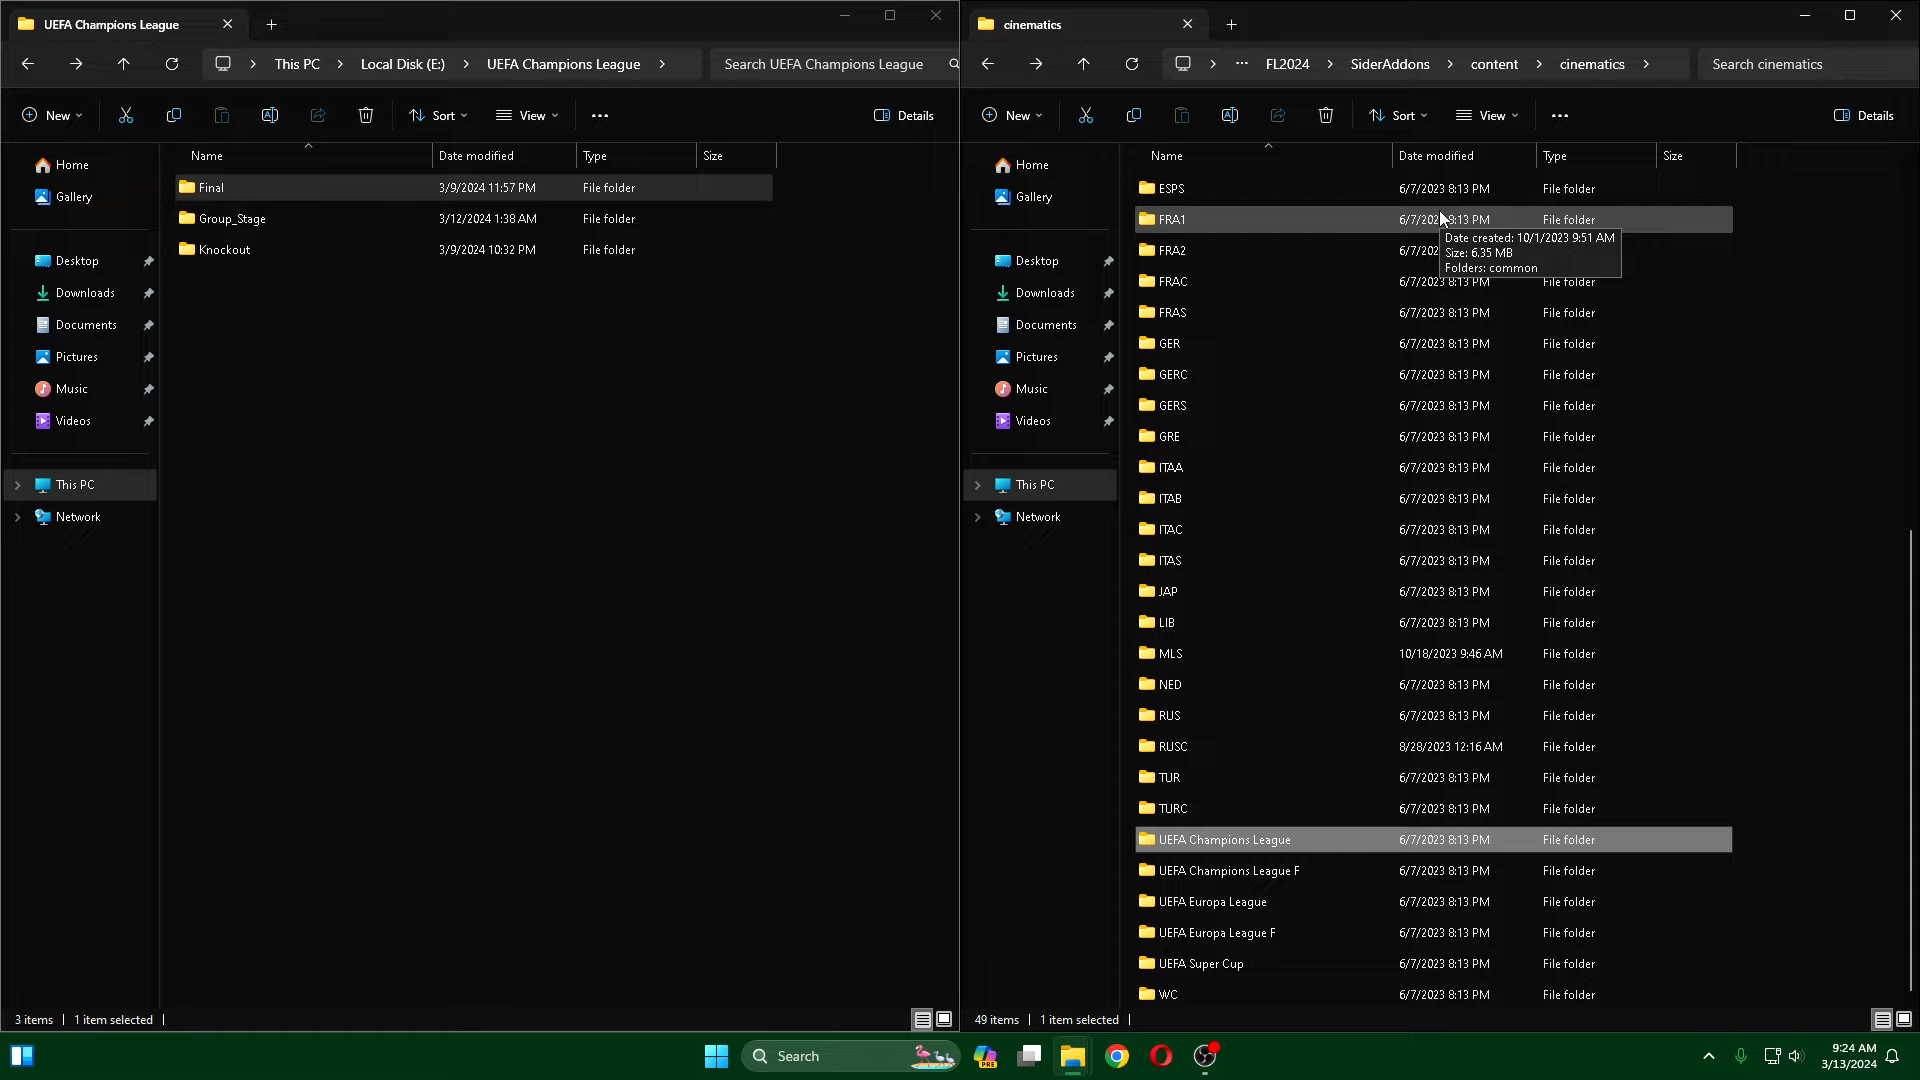 UEFA Champions League
This PC
Local Disk (E:)
UEFA Champions League
Search UEFA Champions League
New
Sort
View
Details
Name
Date modified
Type
Size
Home
Gallery
Desktop
Downloads
Documents
Pictures
Music
Videos
This PC
Network
Final 3/9/2024 11:57 PM File folder
Group_Stage 3/12/2024 1:38 AM File folder
Knockout 3/9/2024 10:32 PM File folder
3 items 1 item selected
cinematics
FL2024
SiderAddons
content
cinematics
Search cinematics
New
Sort
View
Details
Name
Date modified
Type
Size
Home
Gallery
Desktop
Downloads
Documents
Pictures
Music
Videos
This PC
Network
ESPS 6/7/2023 8:13 PM File folder
FRA1 8:13 PM File folder
Date created: 10/1/2023 9:51 AM
Size: 6.35 MB
Folders: common
FRA2
FRAC 6/7/2023 8:13 PM File folder
FRAS 6/7/2023 8:13 PM File folder
GER 6/7/2023 8:13 PM File folder
GERC 6/7/2023 8:13 PM File folder
GERS 6/7/2023 8:13 PM File folder
GRE 6/7/2023 8:13 PM File folder
ITAA 6/7/2023 8:13 PM File folder
ITAB 6/7/2023 8:13 PM File folder
ITAC 6/7/2023 8:13 PM File folder
ITAS 6/7/2023 8:13 PM File folder
JAP 6/7/2023 8:13 PM File folder
LIB 6/7/2023 8:13 PM File folder
MLS 10/18/2023 9:46 AM File folder
NED 6/7/2023 8:13 PM File folder
RUS 6/7/2023 8:13 PM File folder
RUSC 8/28/2023 12:16 AM File folder
TUR 6/7/2023 8:13 PM File folder
TURC 6/7/2023 8:13 PM File folder
UEFA Champions League 6/7/2023 8:13 PM File folder
UEFA Champions League F 6/7/2023 8:13 PM File folder
UEFA Europa League 6/7/2023 8:13 PM File folder
UEFA Europa League F 6/7/2023 8:13 PM File folder
UEFA Super Cup 6/7/2023 8:13 PM File folder
WC 6/7/2023 8:13 PM File folder
49 items 1 item selected
Search
PRE
9:24 AM
3/13/2024